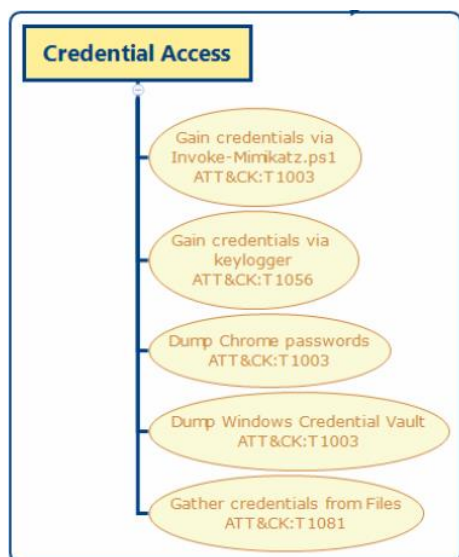 Credential Access
Gain credentials via
Invoke-Mimikatz.ps1
ATT&CK:T1003
Gain credentials via
keylogger
ATT&CK:T1056
Dump Chrome passwords
ATT&CK:T1003
Dump Windows Credential Vault
ATT&CK:T1003
Gather credentials from Files
ATT&CK:T1081